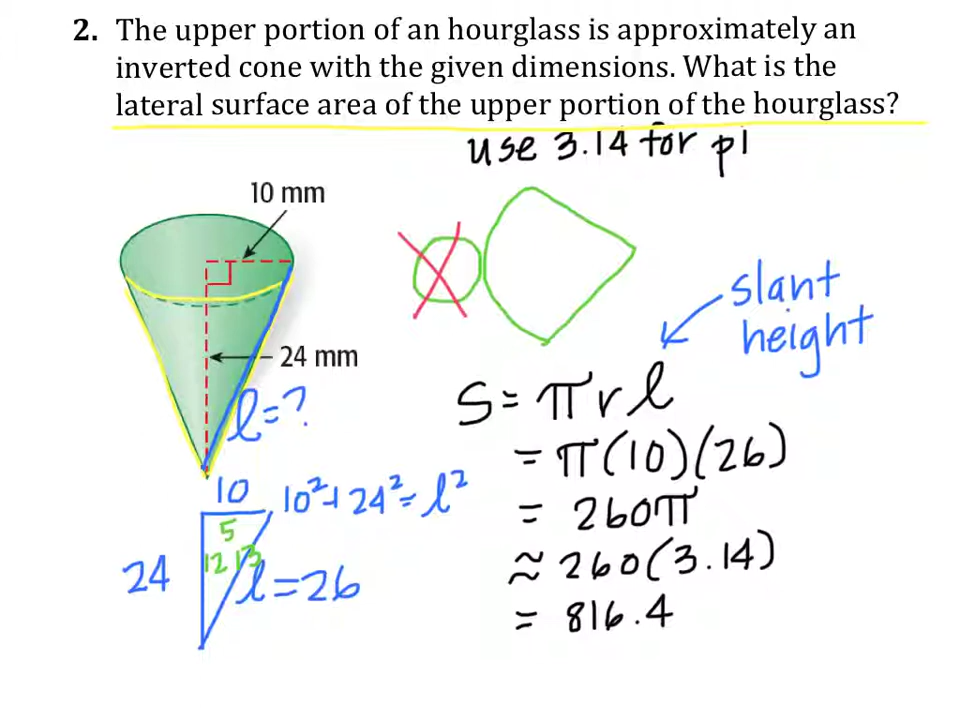 2. The upper portion of an hourglass is approximately an
inverted cone with the given dimensions. What is the
lateral surface area of the upper portion of the hourglass?
use 3.14 for pi
10 mm
24 mm
l=?
slant
height
S = πrl
= π(10)(26)
= 260π
≈ 260(3.14)
= 816.4
10
10²+24²=l²
5
12 13
24
l=26